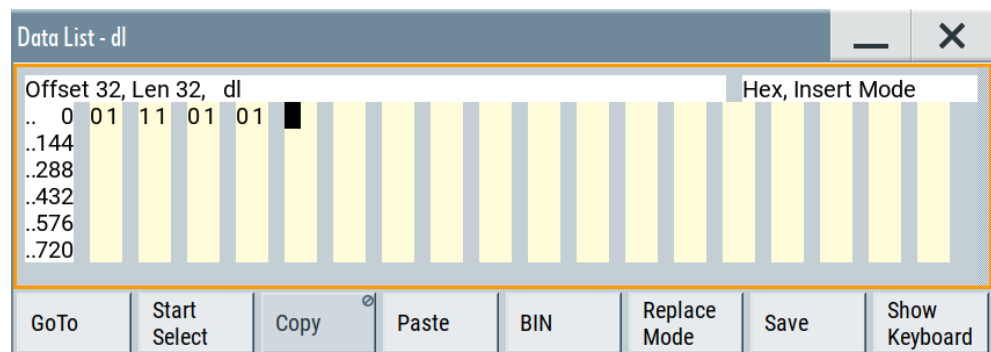 Data List - dl
Offset 32, Len 32, dl Hex, Insert Mode
.. 0 01 11 01 01
..144
..288
..432
..576
..720
GoTo Start Select Copy Paste BIN Replace Mode Save Show Keyboard